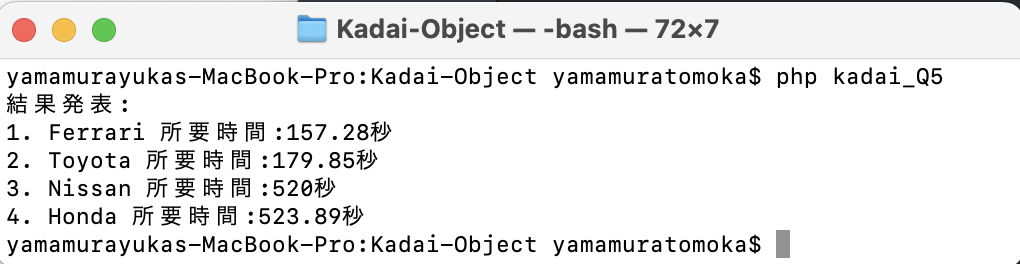 Kadai-Object — -bash — 72×7
yamamurayukas-MacBook-Pro:Kadai-Object yamamuratomoka$ php kadai_Q5
結果発表:
1. Ferrari 所要時間:157.28秒
2. Toyota 所要時間:179.85秒
3. Nissan 所要時間:520秒
4. Honda 所要時間:523.89秒
yamamurayukas-MacBook-Pro:Kadai-Object yamamuratomoka$